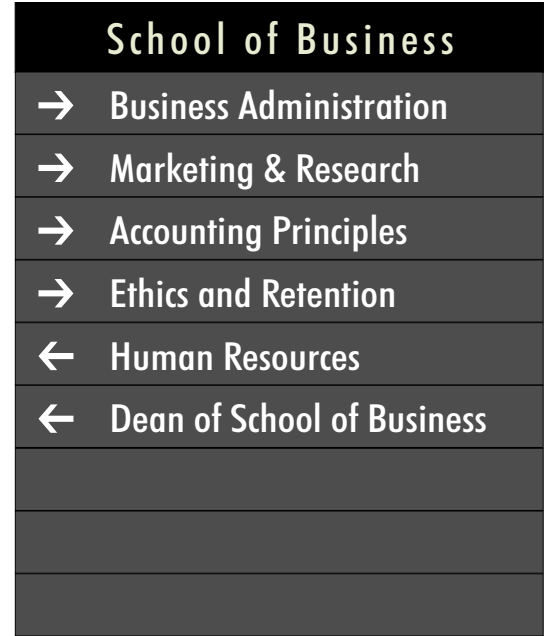 School of Business
→ Business Administration
→ Marketing & Research
→ Accounting Principles
→ Ethics and Retention
← Human Resources
← Dean of School of Business